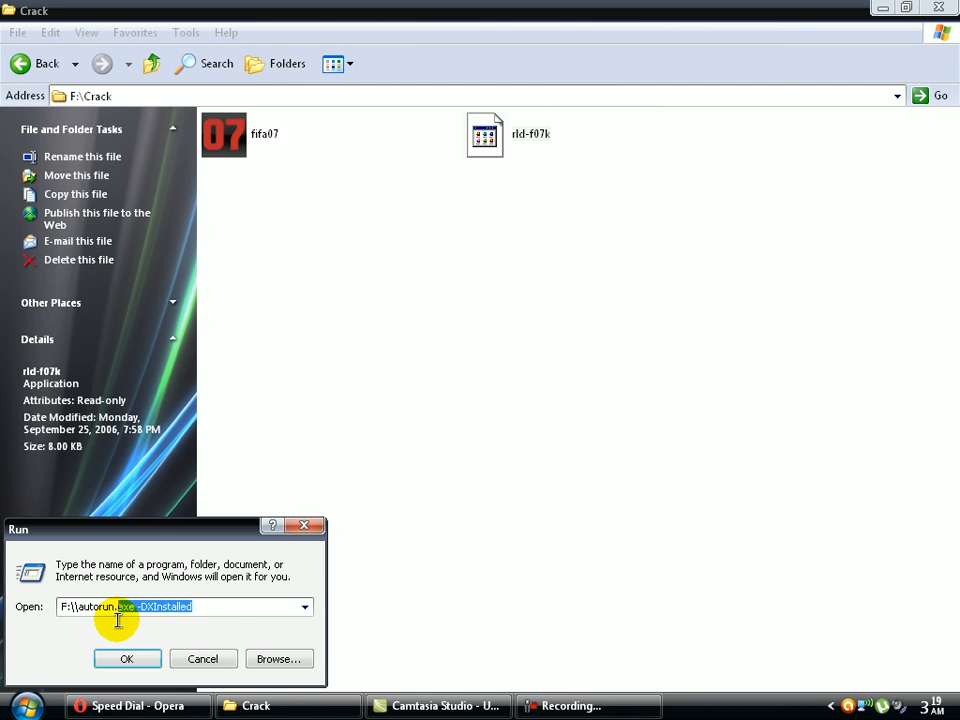 Crack
File Edit View Favorites Tools Help
Back Search Folders
Address F:\Crack Go
File and Folder Tasks
Rename this file
Move this file
Copy this file
Publish this file to the
Web
E-mail this file
Delete this file
Other Places
Details
rld-f07k
Application
Attributes: Read-only
Date Modified: Monday,
September 25, 2006, 7:58 PM
Size: 8.00 KB
07 fifa07
rld-f07k
Run
Type the name of a program, folder, document, or
Internet resource, and Windows will open it for you.
Open: F:\\autorun.exe -DXInstalled
OK Cancel Browse...
Speed Dial - Opera Crack Camtasia Studio - U... Recording... 3 19 AM